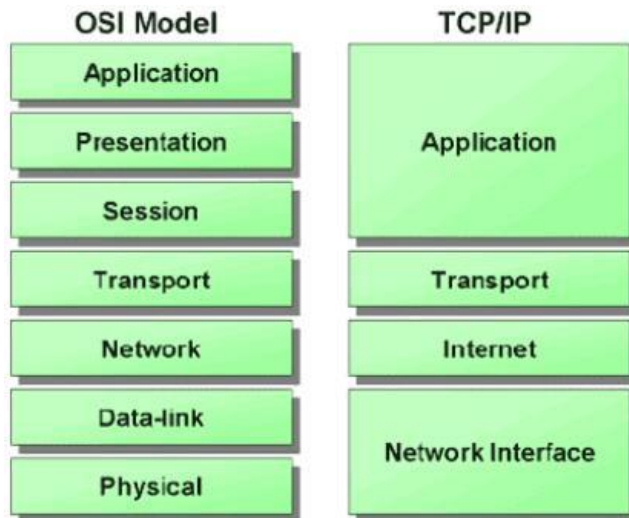 OSI Model
Application
Presentation
Session
Transport
Network
Data-link
Physical
TCP/IP
Application
Transport
Internet
Network Interface